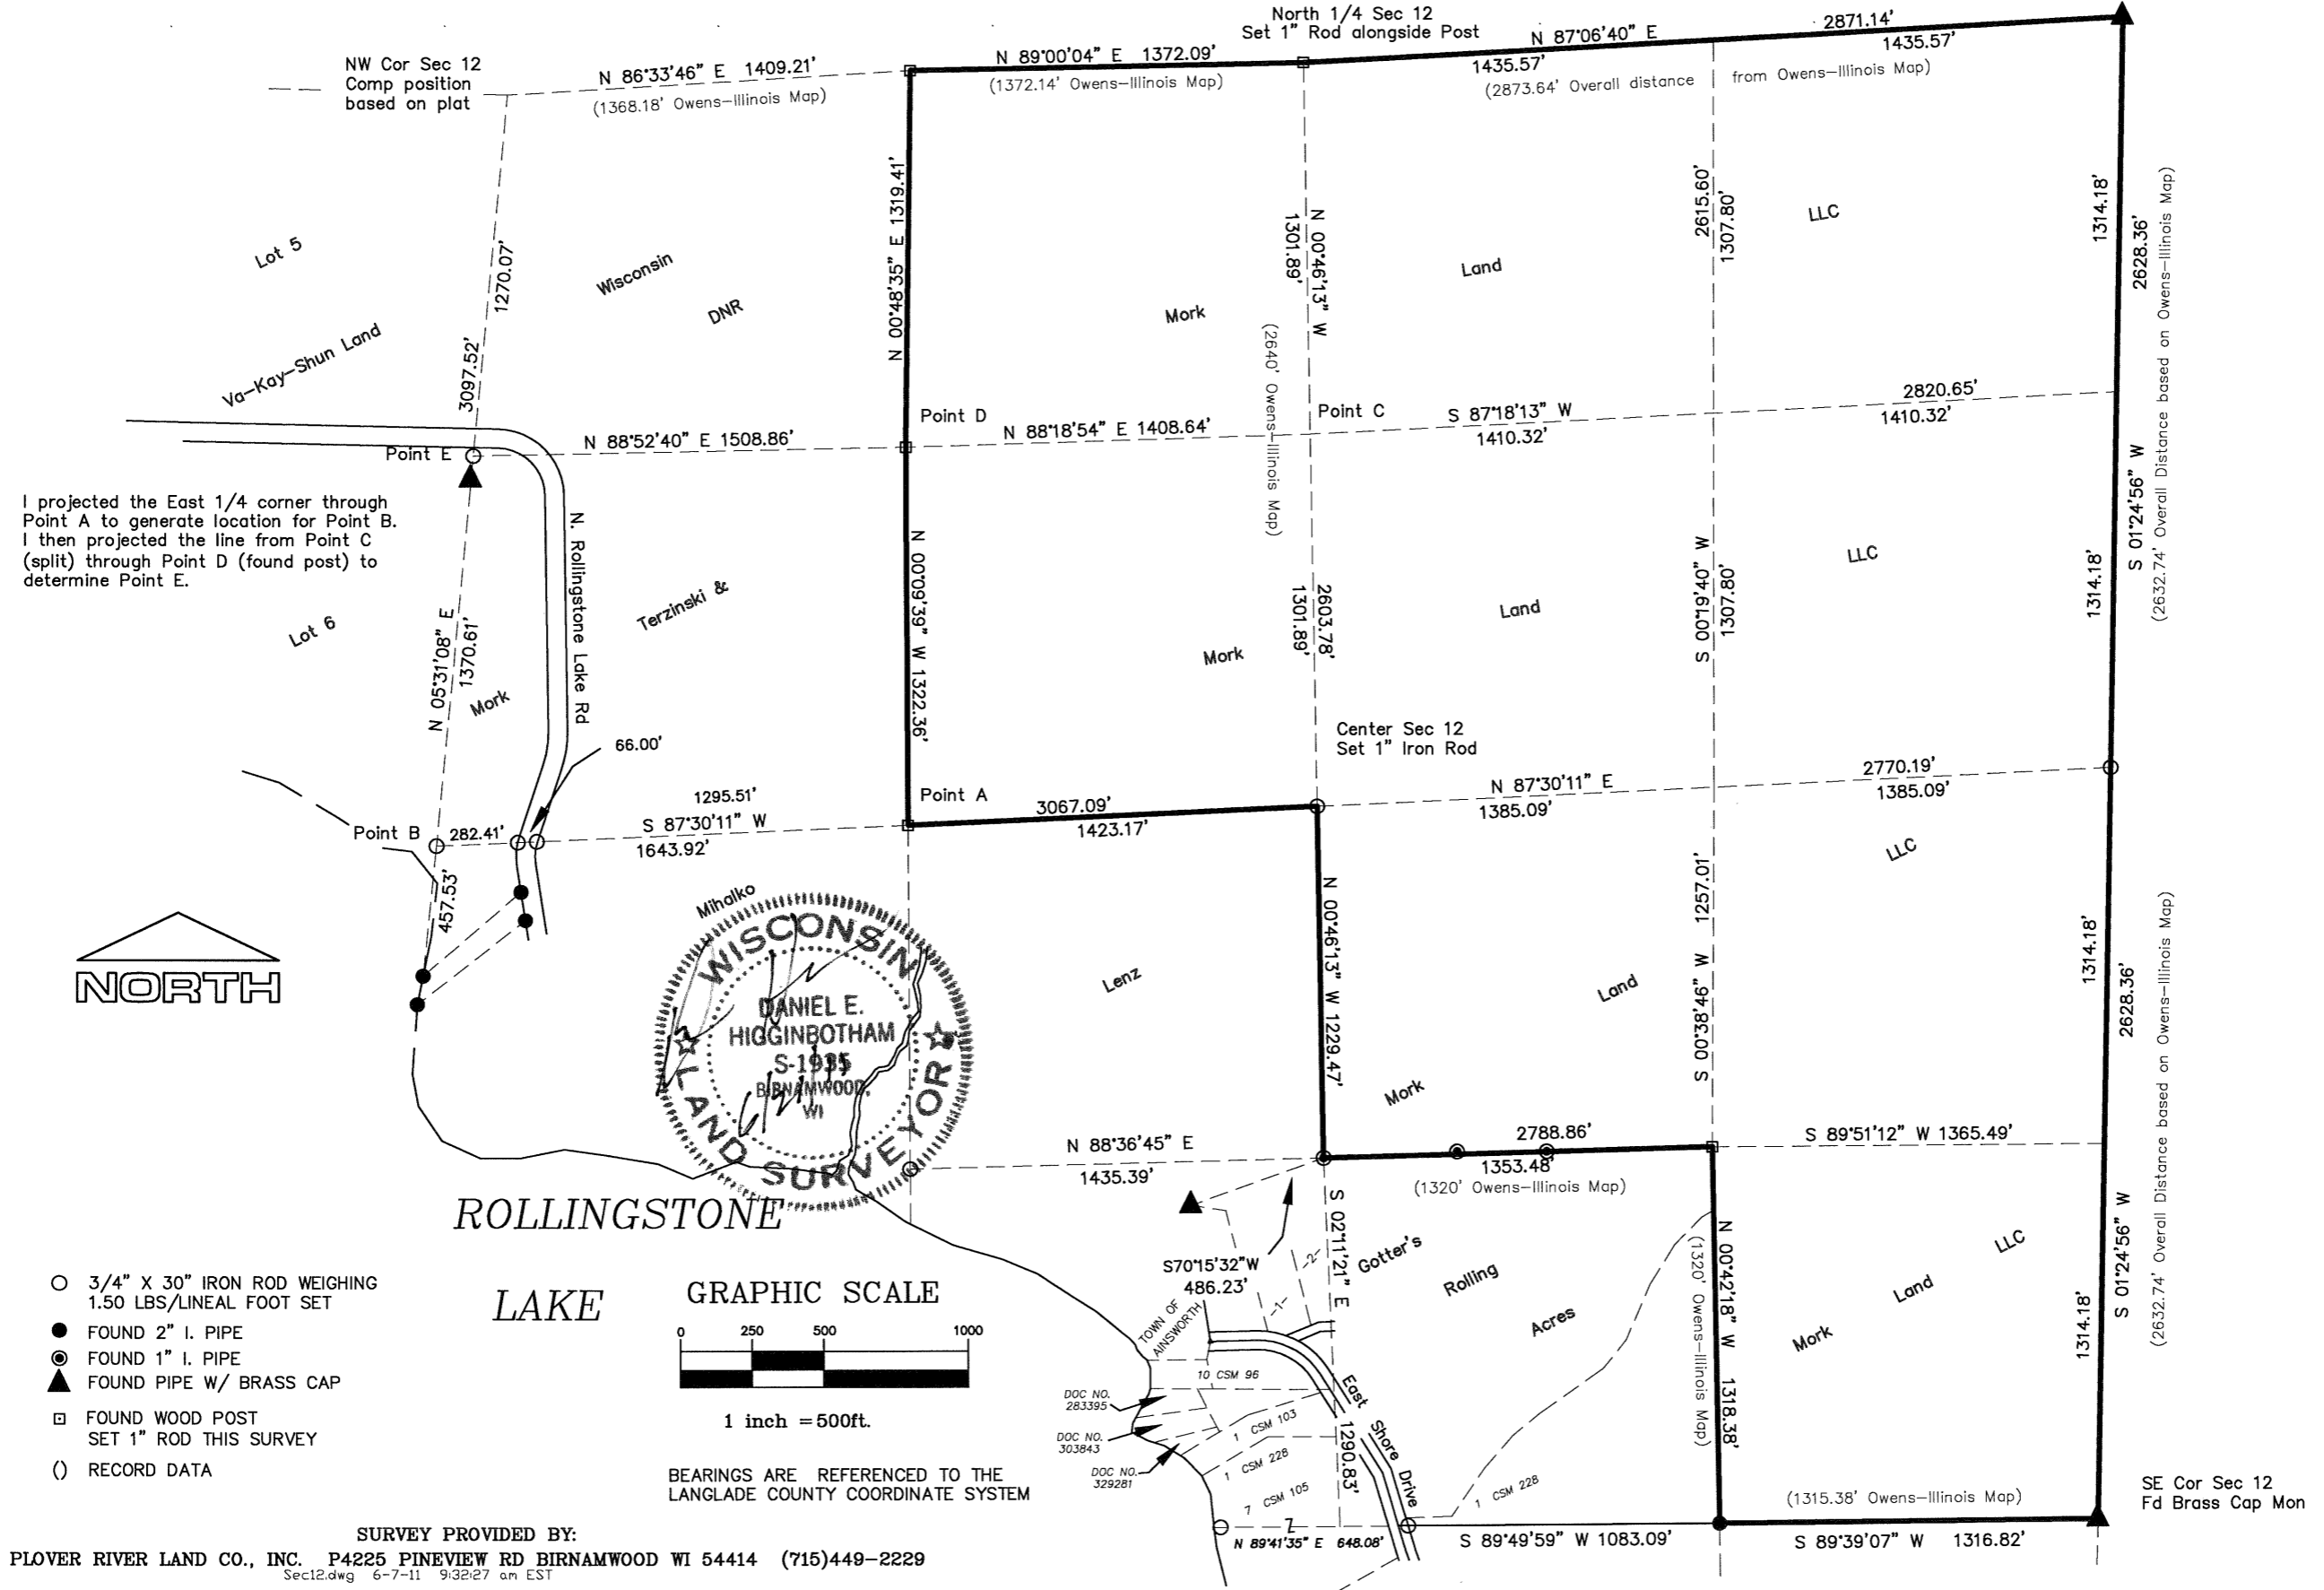 North 1/4 Sec 12
Set 1" Rod alongside Post
NW Cor Sec 12
Comp position
based on plat
N 86°33'46" E 1409.21'
(1368.18' Owens-Illinois Map)
N 89°00'04" E 1372.09'
(1372.14' Owens-Illinois Map)
N 87°06'40" E
2871.14'
1435.57'
1435.57'
(2873.64' Overall distance from Owens-Illinois Map)
Lot 5
Va-Kay-Shun Land
1270.07'
3097.52'
Wisconsin
DNR
N 00°48'35" E 1319.41'
Mork
Land
LLC
N 00°46'13" W
1301.89'
(2640' Owens-Illinois Map)
2615.60'
1307.80'
1314.18'
2628.36'
(2632.74' Overall Distance based on Owens-Illinois Map)
S 01°24'56" W
Point E
N 88°52'40" E 1508.86'
Point D
N 88°18'54" E 1408.64'
Point C
S 87°18'13" W
1410.32'
2820.65'
1410.32'
I projected the East 1/4 corner through
Point A to generate location for Point B.
I then projected the line from Point C
(split) through Point D (found post) to
determine Point E.
Lot 6
N 05°31'08" E
1370.61'
Mork
N. Rollingstone Lake Rd
Terzinski &
N 00°09'39" W 1322.36'
Mork
Land
LLC
2603.78'
1301.89'
S 00°19'40" W
1307.80'
1314.18'
66.00'
Center Sec 12
Set 1" Iron Rod
Point B
282.41'
1295.51'
S 87°30'11" W
1643.92'
Point A
3067.09'
1423.17'
N 87°30'11" E
1385.09'
2770.19'
1385.09'
457.53'
NORTH
Mihalko
WISCONSIN
DANIEL E.
HIGGINBOTHAM
S-1935
BIRNAMWOOD,
WI
LAND SURVEYOR
Lenz
N 00°46'13" W 1229.47'
Mork
Land
LLC
S 00°38'46" W 1257.01'
1314.18'
2628.36'
(2632.74' Overall Distance based on Owens-Illinois Map)
S 01°24'56" W
N 88°36'45" E
1435.39'
2788.86'
1353.48'
(1320' Owens-Illinois Map)
S 89°51'12" W 1365.49'
ROLLINGSTONE
LAKE
S70°15'32"W
486.23'
S 02°11'21" E
1290.83'
-2-
-1-
Gotter's
Rolling
Acres
N 00°42'18" W 1318.38'
(1320' Owens-Illinois Map)
Mork
Land
LLC
1314.18'
TOWN OF
AINSWORTH
10 CSM 96
DOC NO.
283395
1 CSM 103
DOC NO.
303843
1 CSM 228
DOC NO.
329281
7 CSM 105
East Shore Drive
1 CSM 228
N 89°41'35" E 648.08'
S 89°49'59" W 1083.09'
(1315.38' Owens-Illinois Map)
S 89°39'07" W 1316.82'
SE Cor Sec 12
Fd Brass Cap Mon
3/4" X 30" IRON ROD WEIGHING
1.50 LBS/LINEAL FOOT SET
FOUND 2" I. PIPE
FOUND 1" I. PIPE
FOUND PIPE W/ BRASS CAP
FOUND WOOD POST
SET 1" ROD THIS SURVEY
() RECORD DATA
GRAPHIC SCALE
0 250 500 1000
1 inch =500ft.
BEARINGS ARE REFERENCED TO THE
LANGLADE COUNTY COORDINATE SYSTEM
SURVEY PROVIDED BY:
PLOVER RIVER LAND CO., INC. P4225 PINEVIEW RD BIRNAMWOOD WI 54414 (715)449-2229
Sec12.dwg 6-7-11 9:32:27 am EST